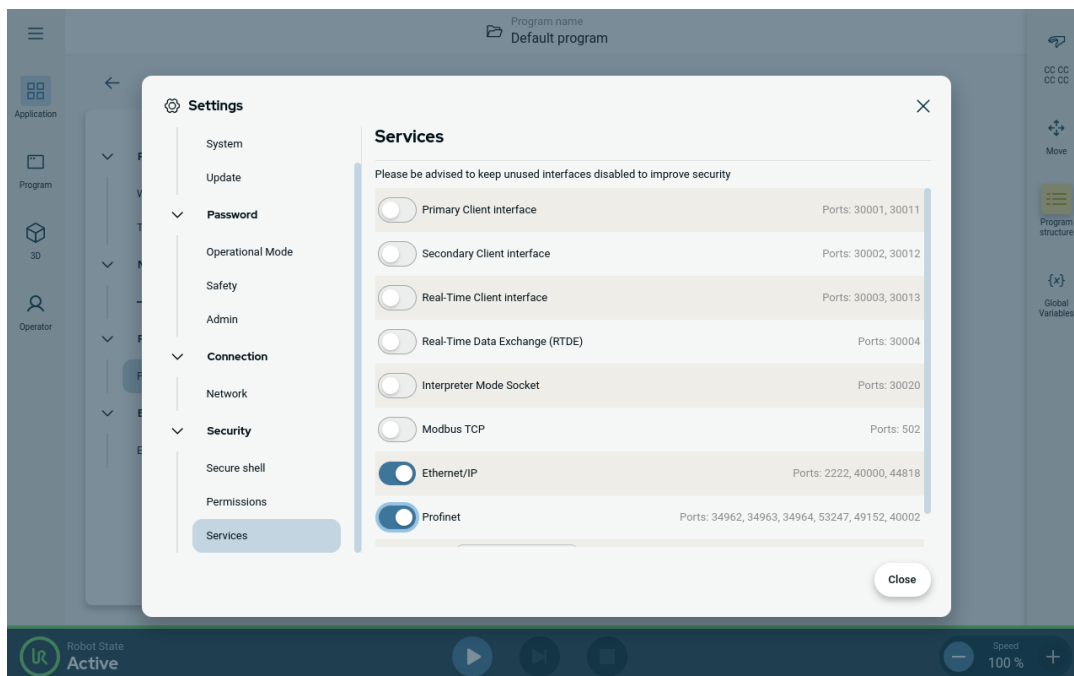 Program name
Default program
Application
Program
3D
Operator
CC CC
CC CC
Move
Program
structure
{x}
Global
Variables
Settings
System
Update
Password
Operational Mode
Safety
Admin
Connection
Network
Security
Secure shell
Permissions
Services
Services
Please be advised to keep unused interfaces disabled to improve security
Primary Client interface Ports: 30001, 30011
Secondary Client interface Ports: 30002, 30012
Real-Time Client interface Ports: 30003, 30013
Real-Time Data Exchange (RTDE) Ports: 30004
Interpreter Mode Socket Ports: 30020
Modbus TCP Ports: 502
Ethernet/IP Ports: 2222, 40000, 44818
Profinet Ports: 34962, 34963, 34964, 53247, 49152, 40002
Close
UR
Robot State
Active
Speed
100 %